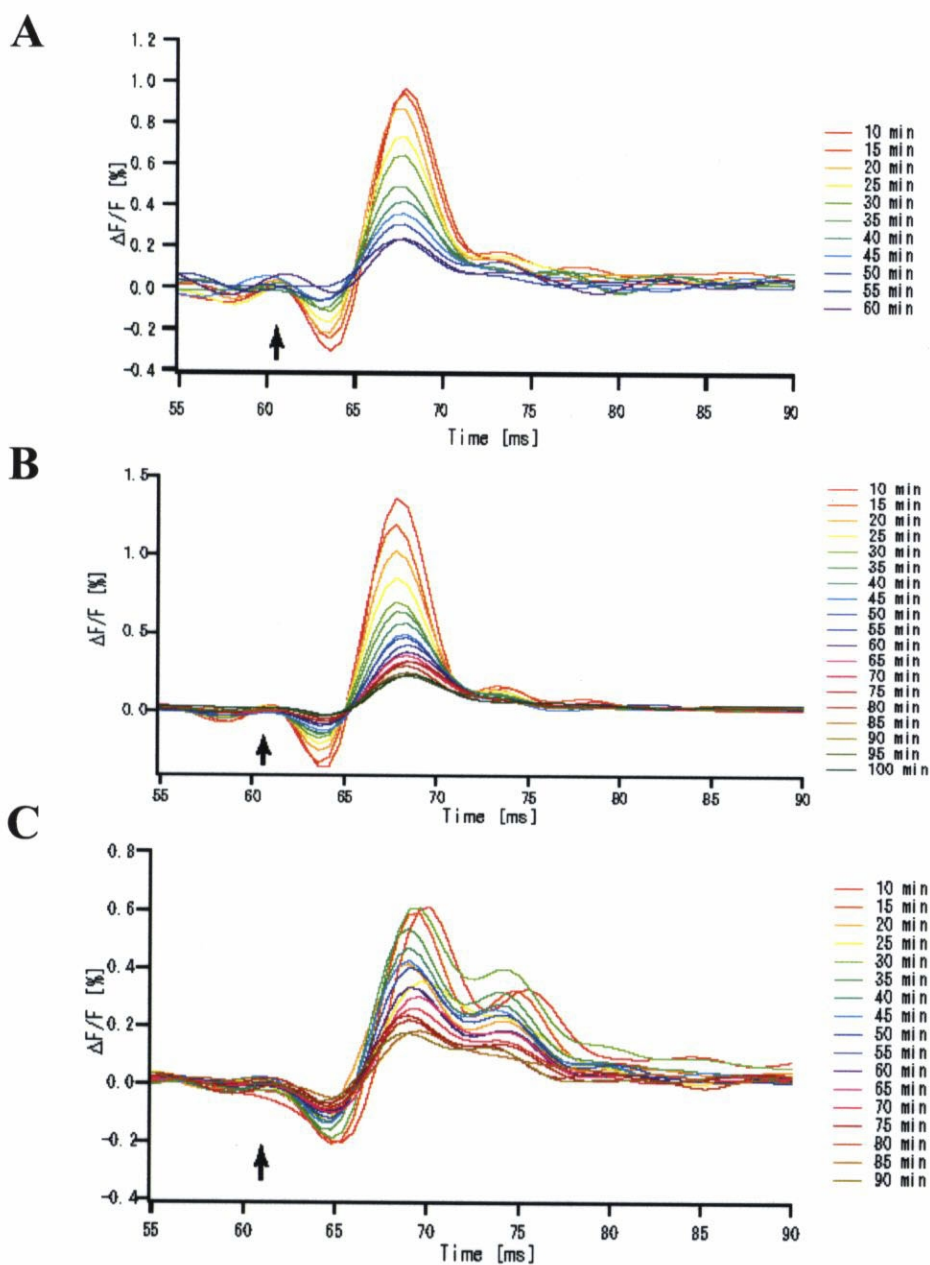 A
1.2
1.0
0.8
0.6
0.4
0.2
0.0
-0.2
-0.4
ΔF/F [%]
55 60 65 70 75 80 85 90
Time [ms]
10 min
15 min
20 min
25 min
30 min
35 min
40 min
45 min
50 min
55 min
60 min
B
1.5
1.0
0.5
0.0
ΔF/F [%]
55 60 65 70 75 80 85 90
Time [ms]
10 min
15 min
20 min
25 min
30 min
35 min
40 min
45 min
50 min
55 min
60 min
65 min
70 min
75 min
80 min
85 min
90 min
95 min
100 min
C
0.8
0.6
0.4
0.2
0.0
-0.2
-0.4
ΔF/F [%]
55 60 65 70 75 80 85 90
Time [ms]
10 min
15 min
20 min
25 min
30 min
35 min
40 min
45 min
50 min
55 min
60 min
65 min
70 min
75 min
80 min
85 min
90 min